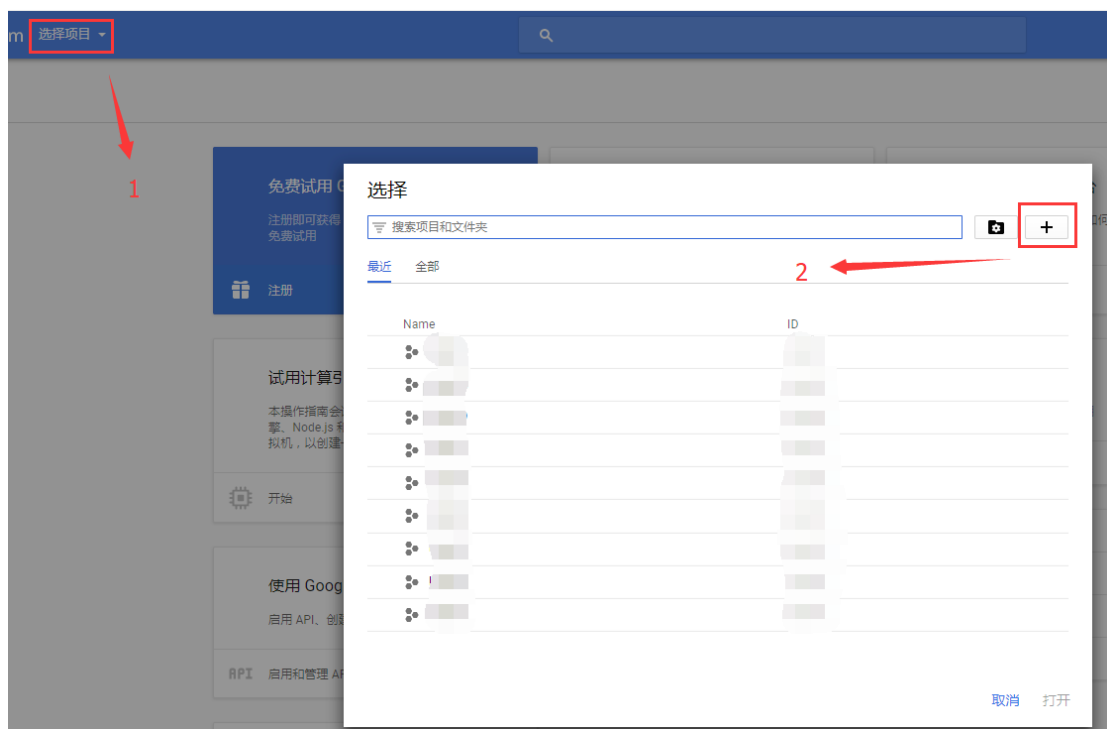 m 选择项目
1
免费试用 G
注册即可获得
免费试用
注册
选择
搜索项目和文件夹
+
2
最近 全部
Name ID
试用计算引
本操作指南会
擎、Node.js 和
拟机，以创建
开始
使用 Goog
启用 API、创建
API 启用和管理 AP
取消 打开